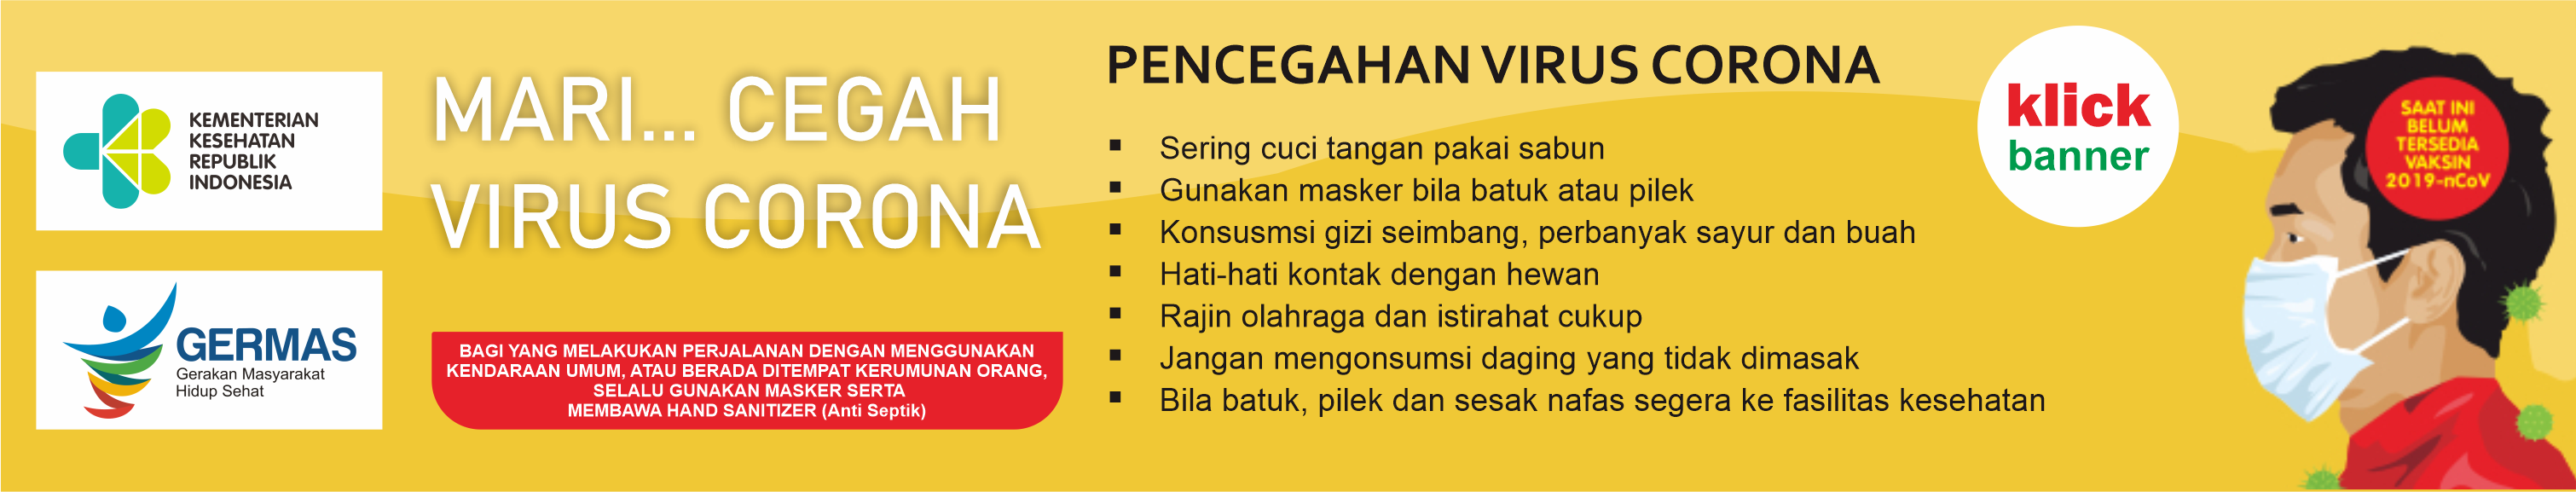 KEMENTERIAN
KESEHATAN
REPUBLIK
INDONESIA
GERMAS
Gerakan Masyarakat
Hidup Sehat
MARI... CEGAH
VIRUS CORONA
BAGI YANG MELAKUKAN PERJALANAN DENGAN MENGGUNAKAN
KENDARAAN UMUM, ATAU BERADA DITEMPAT KERUMUNAN ORANG,
SELALU GUNAKAN MASKER SERTA
MEMBAWA HAND SANITIZER (Anti Septik)
PENCEGAHAN VIRUS CORONA
▪ Sering cuci tangan pakai sabun
▪ Gunakan masker bila batuk atau pilek
▪ Konsusmsi gizi seimbang, perbanyak sayur dan buah
▪ Hati-hati kontak dengan hewan
▪ Rajin olahraga dan istirahat cukup
▪ Jangan mengonsumsi daging yang tidak dimasak
▪ Bila batuk, pilek dan sesak nafas segera ke fasilitas kesehatan
klick
banner
SAAT INI
BELUM
TERSEDIA
VAKSIN
2019-nCoV